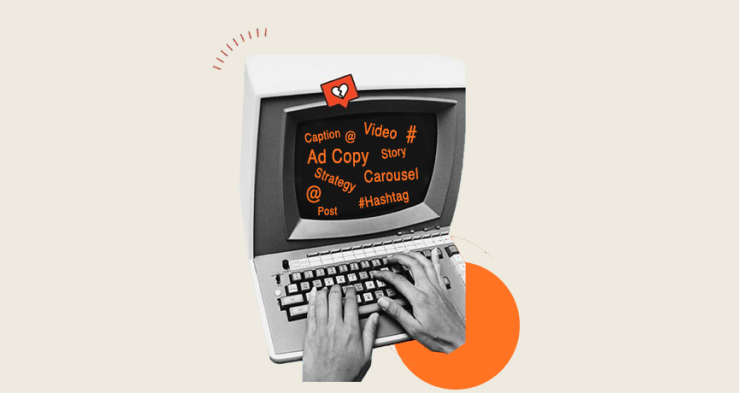 Caption @ Video #
Ad Copy Story
Strategy Carousel
@ #Hashtag
Post